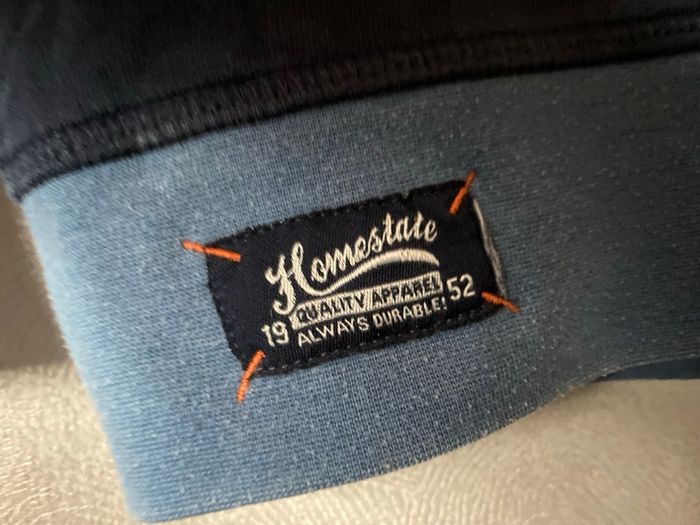 Homestate
QUALITY APPAREL
19 52
ALWAYS DURABLE!